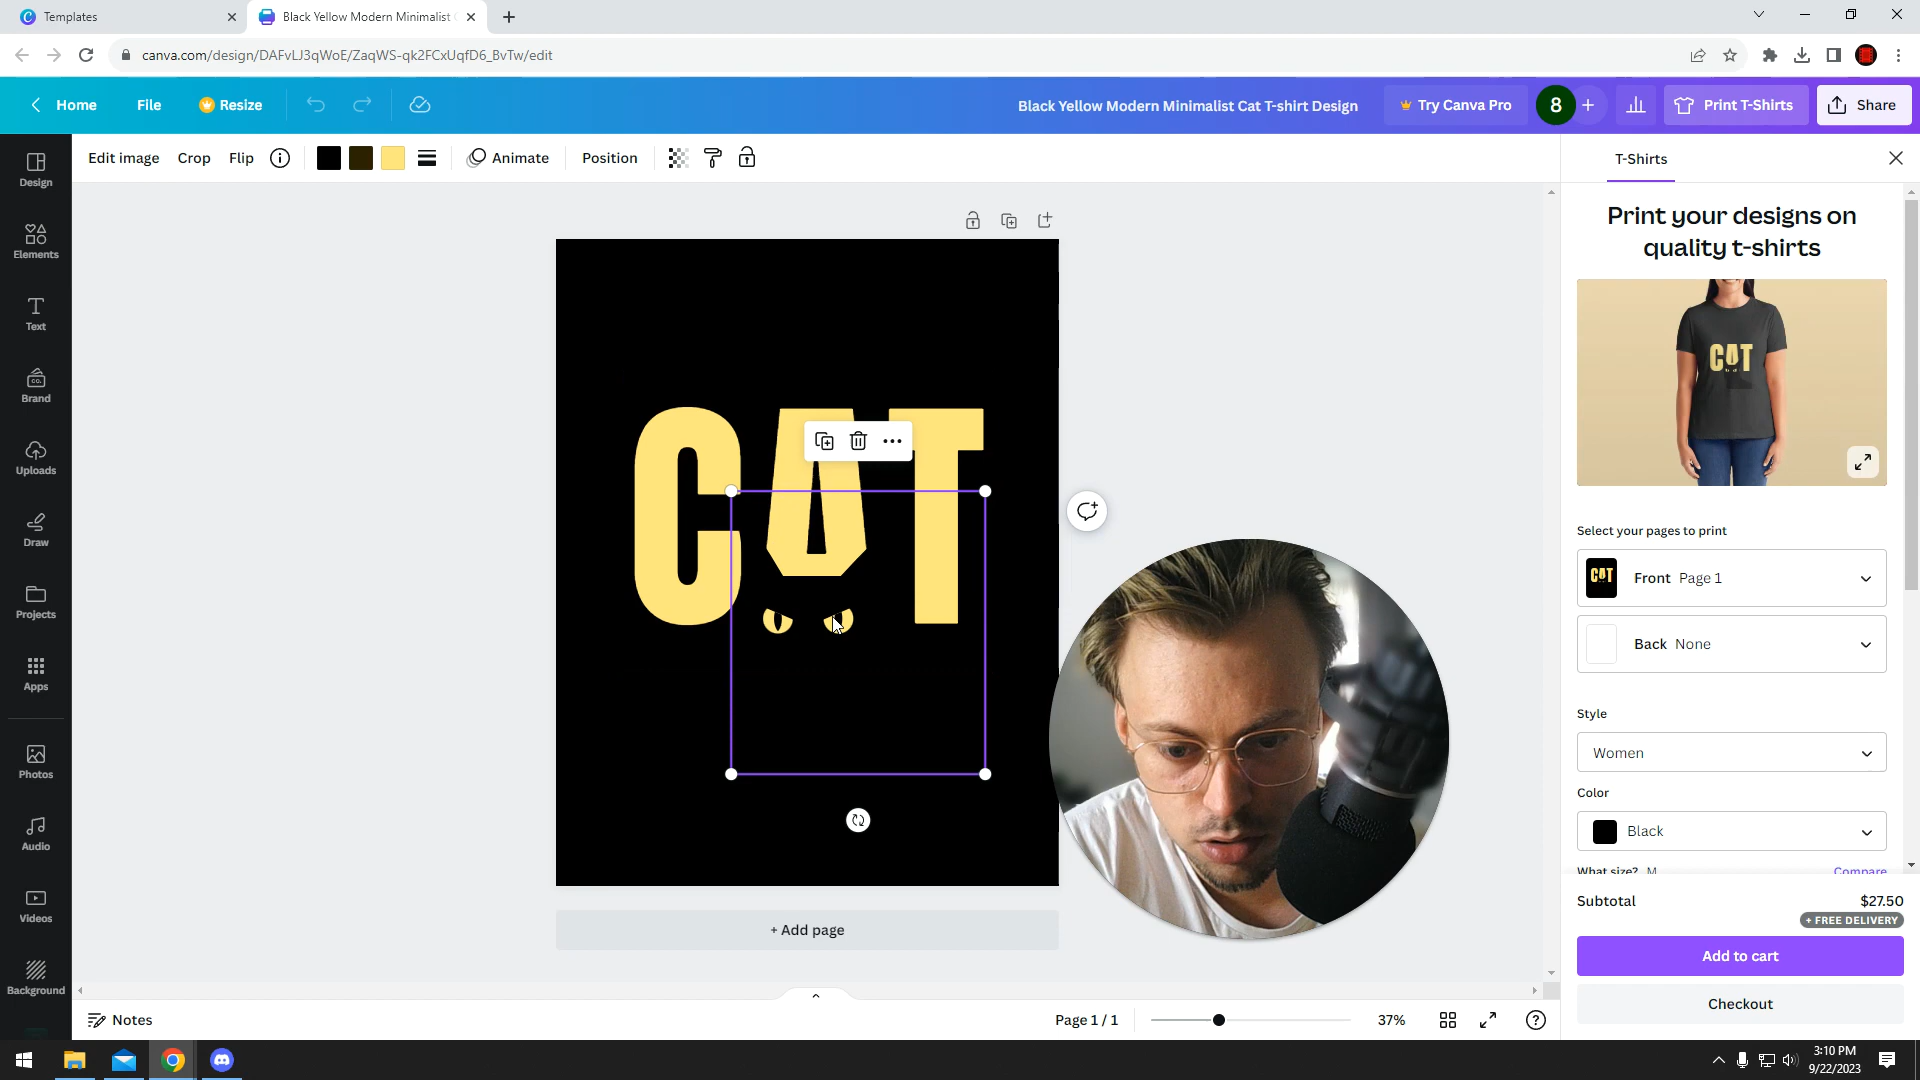 Templates
Black Yellow Modern Minimalist C
canva.com/design/DAFvLJ3qWoE/ZaqWS-qk2FCxUqfD6_BvTw/edit
Home
File
Resize
Black Yellow Modern Minimalist Cat T-shirt Design
Try Canva Pro
8
Print T-Shirts
Share
Edit image
Crop
Flip
Animate
Position
T-Shirts
Design
Elements
Text
Brand
Uploads
Draw
Projects
Apps
Photos
Audio
Videos
Background
CAT
Print your designs on
quality t-shirts
CAT
Select your pages to print
CAT
Front Page 1
Back None
Style
Women
Color
Black
What size? M Compare
Subtotal $27.50
+ FREE DELIVERY
Add to cart
Checkout
+ Add page
Notes
Page 1 / 1
37%
3:10 PM
9/22/2023